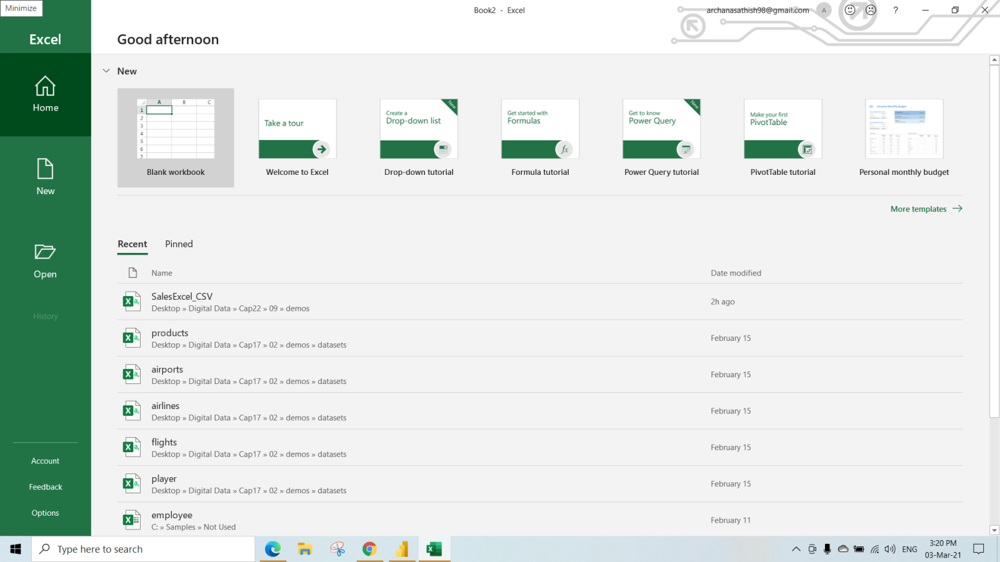 Minimize
Book2 - Excel
archanasathish98@gmail.com
A
?
Excel
Good afternoon
Home
New
Open
History
Account
Feedback
Options
New
A B C
1
2
3
4
5
6
7
Blank workbook
Take a tour
Welcome to Excel
Create a
Drop-down list
New
Drop-down tutorial
Get started with
Formulas
fx
Formula tutorial
Get to know
Power Query
New
Power Query tutorial
Make your first
PivotTable
PivotTable tutorial
Personal Monthly Budget
Personal monthly budget
More templates
Recent Pinned
Name Date modified
SalesExcel_CSV
Desktop » Digital Data » Cap22 » 09 » demos
2h ago
products
Desktop » Digital Data » Cap17 » 02 » demos » datasets
February 15
airports
Desktop » Digital Data » Cap17 » 02 » demos » datasets
February 15
airlines
Desktop » Digital Data » Cap17 » 02 » demos » datasets
February 15
flights
Desktop » Digital Data » Cap17 » 02 » demos » datasets
February 15
player
Desktop » Digital Data » Cap17 » 02 » demos » datasets
February 15
employee
C: » Samples » Not Used
February 11
Type here to search
ENG
3:20 PM
03-Mar-21